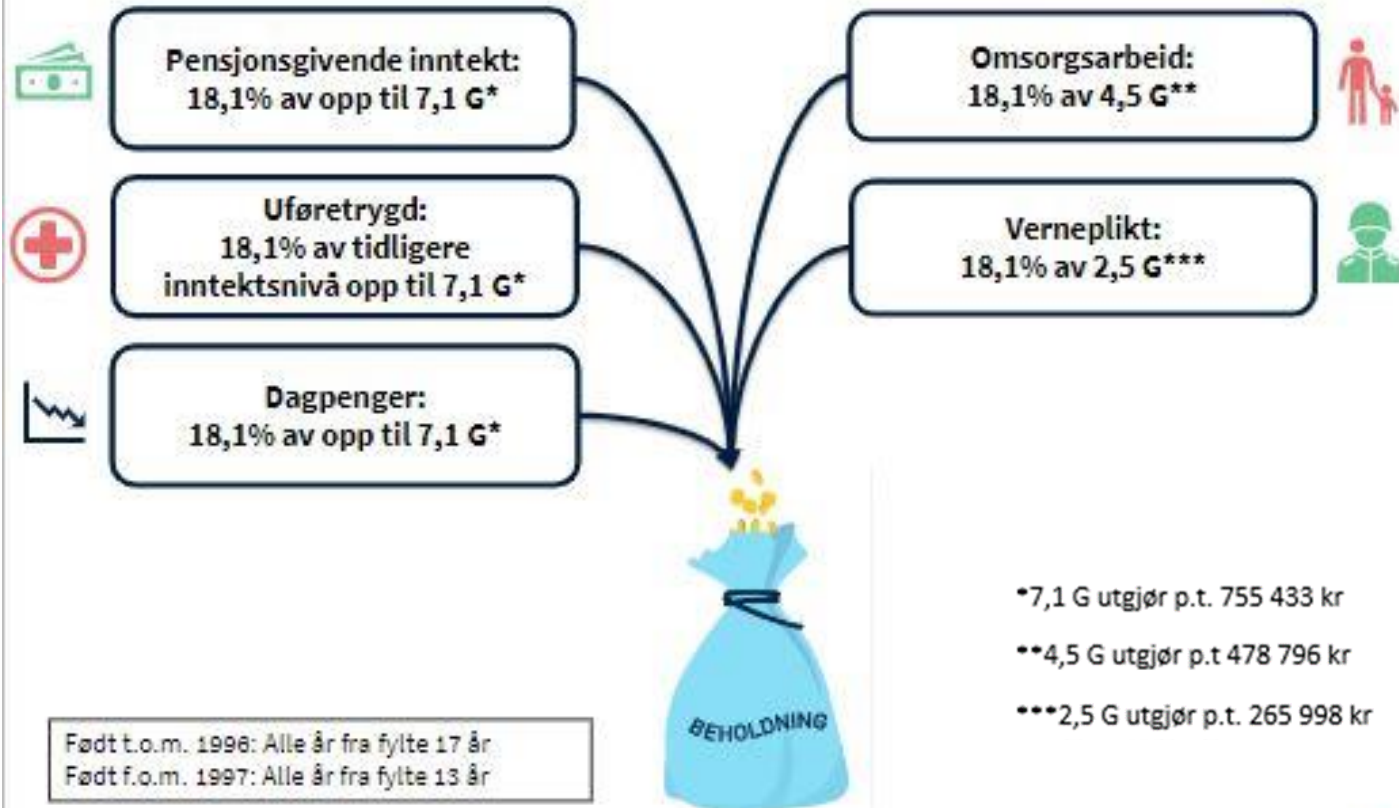 Pensjonsgivende inntekt:
18,1% av opp til 7,1 G*
Omsorgsarbeid:
18,1% av 4,5 G**
Uføretrygd:
18,1% av tidligere
inntektsnivå opp til 7,1 G*
Verneplikt:
18,1% av 2,5 G***
Dagpenger:
18,1% av opp til 7,1 G*
BEHOLDNING
*7,1 G utgjør p.t. 755 433 kr
**4,5 G utgjør p.t 478 796 kr
***2,5 G utgjør p.t. 265 998 kr
Født t.o.m. 1996: Alle år fra fylte 17 år
Født f.o.m. 1997: Alle år fra fylte 13 år